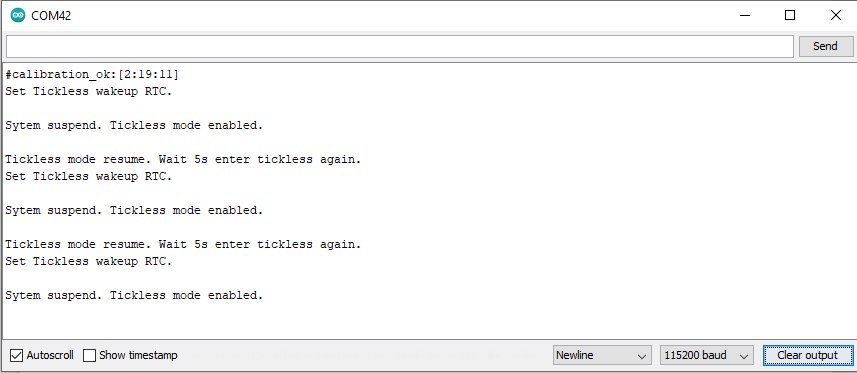 COM42
Send
#calibration_ok:[2:19:11]
Set Tickless wakeup RTC.
Sytem suspend. Tickless mode enabled.
Tickless mode resume. Wait 5s enter tickless again.
Set Tickless wakeup RTC.
Sytem suspend. Tickless mode enabled.
Tickless mode resume. Wait 5s enter tickless again.
Set Tickless wakeup RTC.
Sytem suspend. Tickless mode enabled.
Autoscroll Show timestamp Newline 115200 baud Clear output